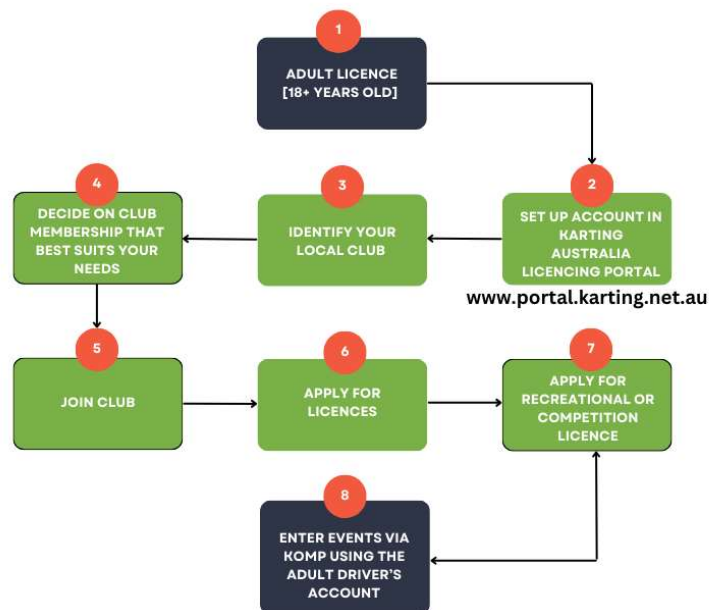 1
ADULT LICENCE
[18+ YEARS OLD]
2
SET UP ACCOUNT IN
KARTING
AUSTRALIA
LICENCING PORTAL
www.portal.karting.net.au
3
IDENTIFY YOUR
LOCAL CLUB
4
DECIDE ON CLUB
MEMBERSHIP THAT
BEST SUITS YOUR
NEEDS
5
JOIN CLUB
6
APPLY FOR
LICENCES
7
APPLY FOR
RECREATIONAL OR
COMPETITION
LICENCE
8
ENTER EVENTS VIA
KOMP USING THE
ADULT DRIVER'S
ACCOUNT